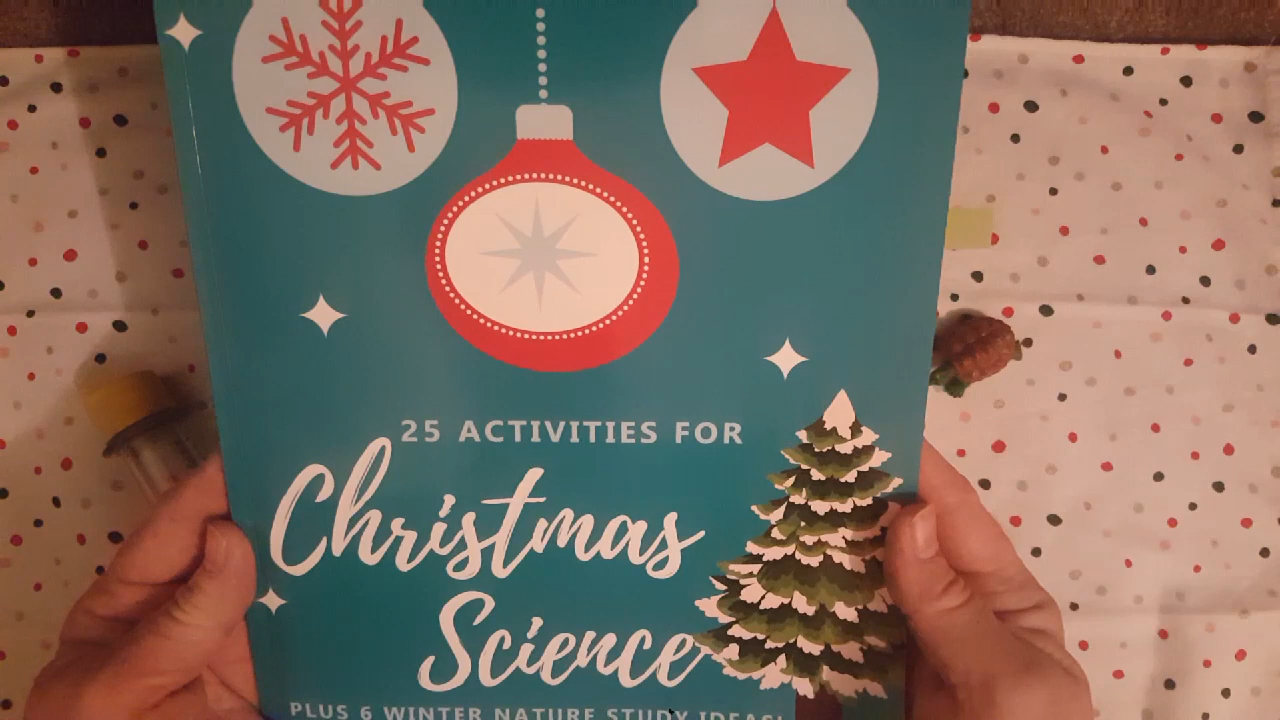 25 ACTIVITIES FOR
Christmas
Science
PLUS 6 WINTER NATURE STUDY IDEAS!